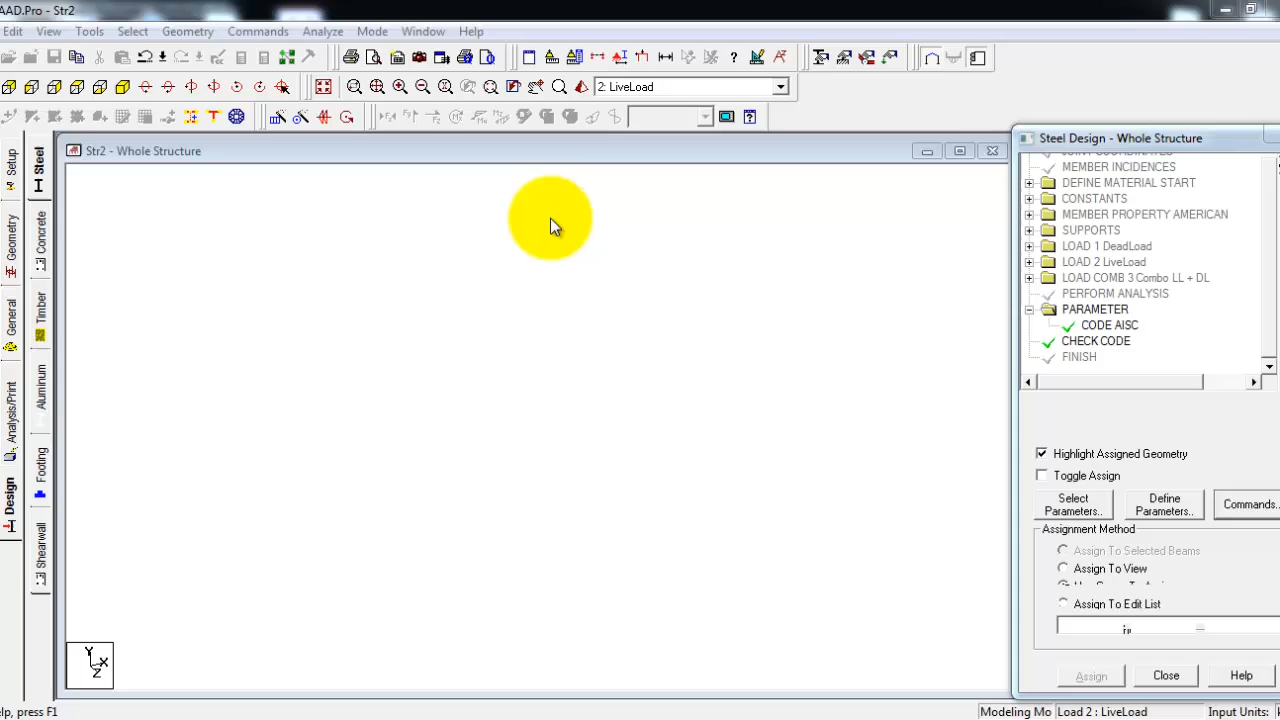 AAD.Pro - Str2
Edit View Tools Select Geometry Commands Analyze Mode Window Help
2: LiveLoad
Setup
Geometry
General
Analysis/Print
Design
Steel
Concrete
Timber
Aluminum
Footing
Shearwall
Str2 - Whole Structure
Steel Design - Whole Structure
JOINT COORDINATES
MEMBER INCIDENCES
DEFINE MATERIAL START
CONSTANTS
MEMBER PROPERTY AMERICAN
SUPPORTS
LOAD 1 DeadLoad
LOAD 2 LiveLoad
LOAD COMB 3 Combo LL + DL
PERFORM ANALYSIS
PARAMETER
CODE AISC
CHECK CODE
FINISH
Highlight Assigned Geometry
Toggle Assign
Select Parameters..
Define Parameters..
Commands..
Assignment Method
Assign To Selected Beams
Assign To View
Assign To Edit List
Assign
Close
Help
Y
X
Z
elp, press F1
Modeling Mo
Load 2 : LiveLoad
Input Units: